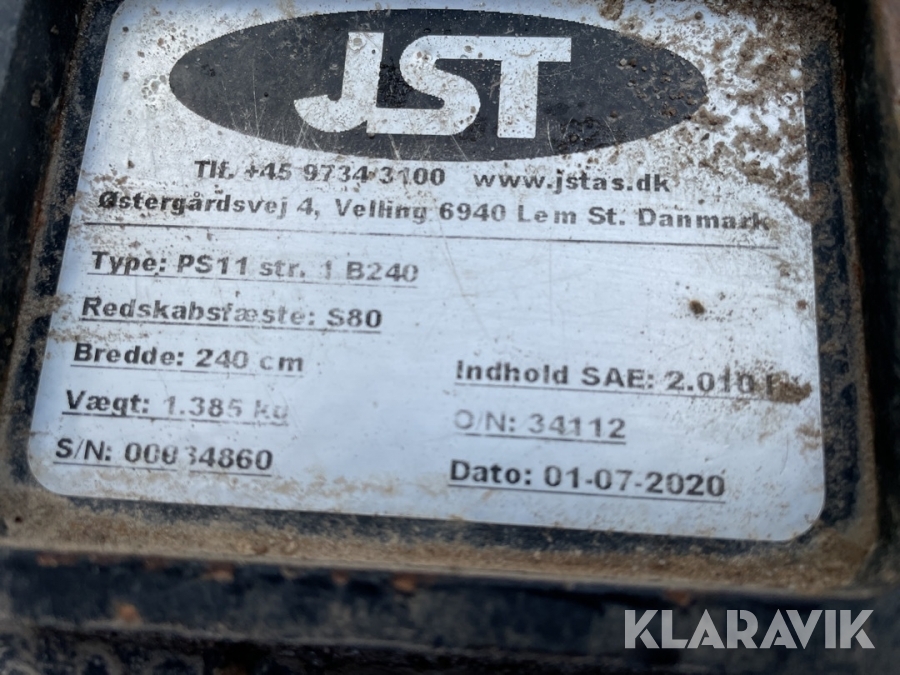 JST
Tlf. +45 9734 3100 www.jstas.dk
Østergårdsvej 4, Velling 6940 Lem St. Danmark
Type: PS11 str. 1 B240
Redskabsfæste: S80
Bredde: 240 cm
Indhold SAE: 2.010
Vægt: 1.385 kg
O/N: 34112
S/N: 00034860
Dato: 01-07-2020
KLARAVIK